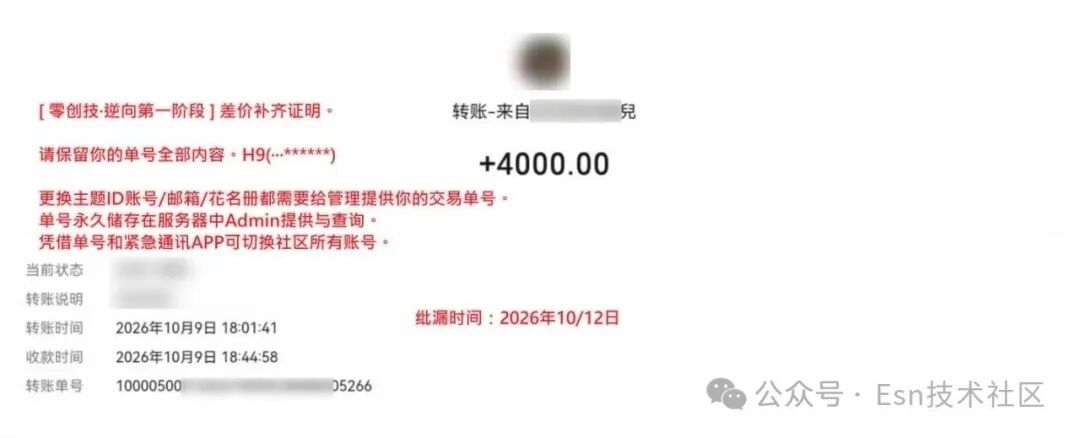 [ 零创技·逆向第一阶段 ] 差价补齐证明。
转账-来自 兒
请保留你的单号全部内容。H9(···******)
+4000.00
更换主题ID账号/邮箱/花名册都需要给管理提供你的交易单号。
单号永久储存在服务器中Admin提供与查询。
凭借单号和紧急通讯APP可切换社区所有账号。
当前状态
转账说明
纰漏时间：2026年10/12日
转账时间 2026年10月9日 18:01:41
收款时间 2026年10月9日 18:44:58
转账单号 10000500 05266
公众号 · Esn技术社区